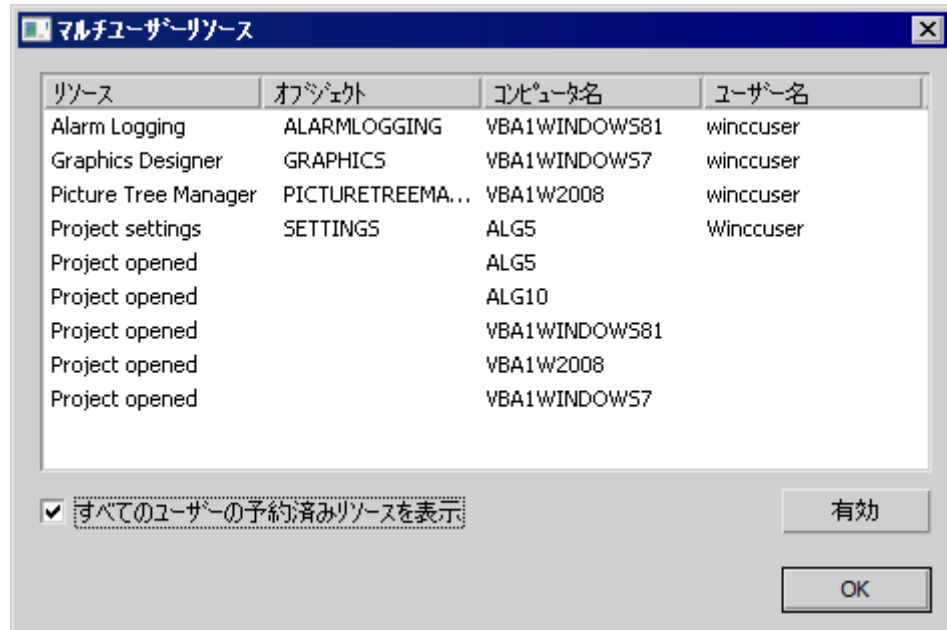 マルチユーザーリソース
リソース オブジェクト コンピュータ名 ユーザー名
Alarm Logging ALARMLOGGING VBA1WINDOWS81 winccuser
Graphics Designer GRAPHICS VBA1WINDOWS7 winccuser
Picture Tree Manager PICTURETREEMA... VBA1W2008 winccuser
Project settings SETTINGS ALG5 Winccuser
Project opened ALG5
Project opened ALG10
Project opened VBA1WINDOWS81
Project opened VBA1W2008
Project opened VBA1WINDOWS7
すべてのユーザーの予約済みリソースを表示 有効
OK